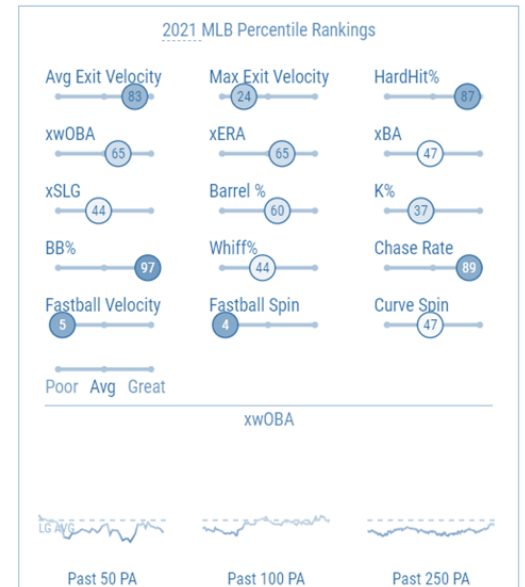 2021 MLB Percentile Rankings
Avg Exit Velocity Max Exit Velocity HardHit%
83 24 87
xwOBA xERA xBA
65 65 47
xSLG Barrel % K%
44 60 37
BB% Whiff% Chase Rate
97 44 89
Fastball Velocity Fastball Spin Curve Spin
5 4 47
Poor Avg Great
xwOBA
LG AVG
Past 50 PA Past 100 PA Past 250 PA